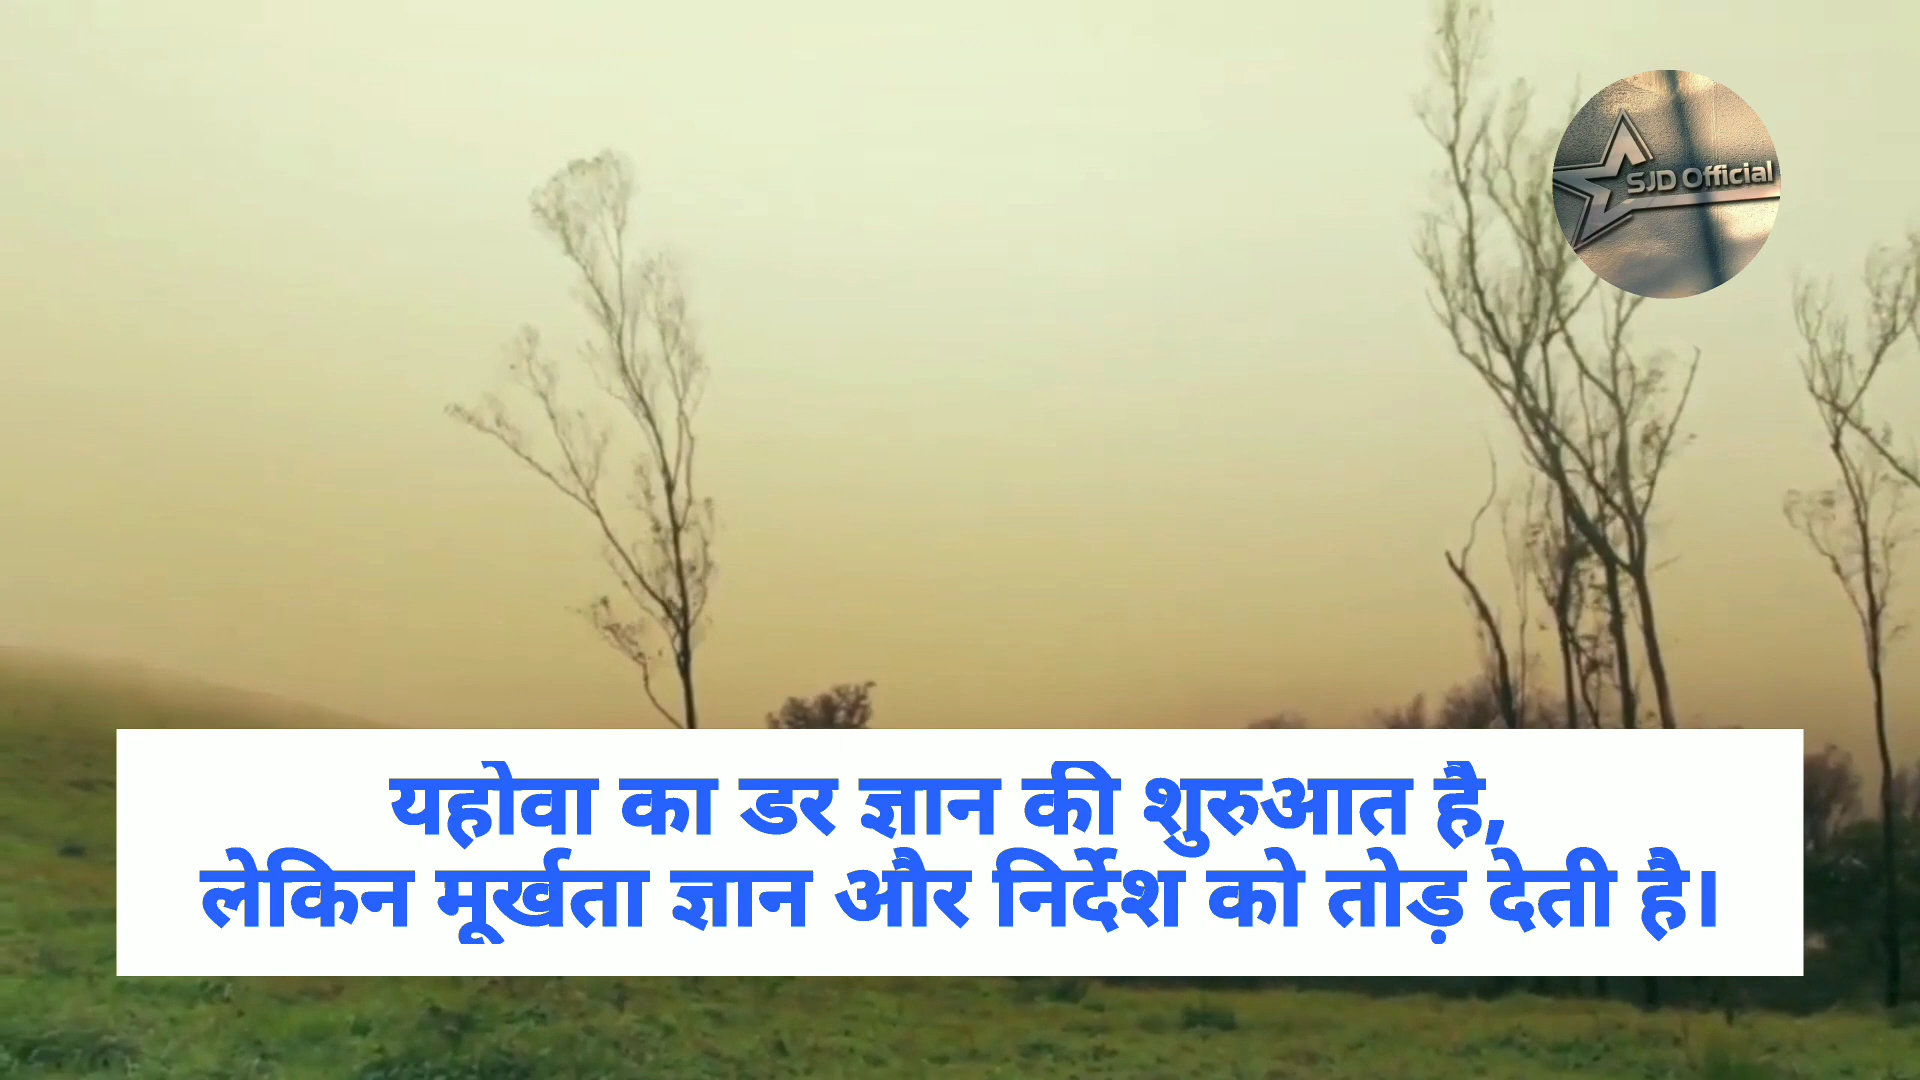 SJD Official
यहोवा का डर ज्ञान की शुरुआत है,
लेकिन मूर्खता ज्ञान और निर्देश को तोड़ देती है।